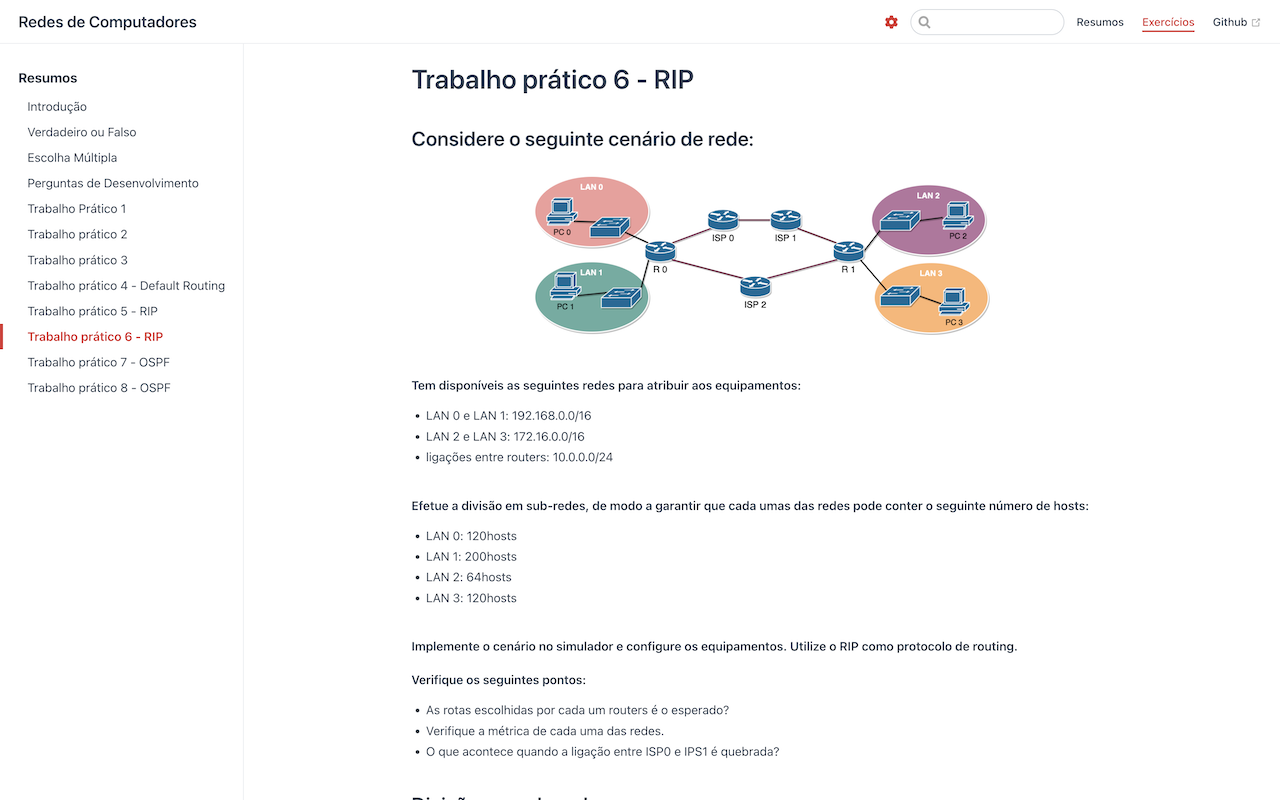 Redes de Computadores
Resumos
Exercícios
Github
Resumos
Introdução
Verdadeiro ou Falso
Escolha Múltipla
Perguntas de Desenvolvimento
Trabalho Prático 1
Trabalho prático 2
Trabalho prático 3
Trabalho prático 4 - Default Routing
Trabalho prático 5 - RIP
Trabalho prático 6 - RIP
Trabalho prático 7 - OSPF
Trabalho prático 8 - OSPF
Trabalho prático 6 - RIP
Considere o seguinte cenário de rede:
LAN 0
PC 0
LAN 1
PC 1
R 0
ISP 0
ISP 1
ISP 2
R 1
LAN 2
PC 2
LAN 3
PC 3
Tem disponíveis as seguintes redes para atribuir aos equipamentos:
• LAN 0 e LAN 1: 192.168.0.0/16
• LAN 2 e LAN 3: 172.16.0.0/16
• ligações entre routers: 10.0.0.0/24
Efetue a divisão em sub-redes, de modo a garantir que cada umas das redes pode conter o seguinte número de hosts:
• LAN 0: 120hosts
• LAN 1: 200hosts
• LAN 2: 64hosts
• LAN 3: 120hosts
Implemente o cenário no simulador e configure os equipamentos. Utilize o RIP como protocolo de routing.
Verifique os seguintes pontos:
• As rotas escolhidas por cada um routers é o esperado?
• Verifique a métrica de cada uma das redes.
• O que acontece quando a ligação entre ISP0 e IPS1 é quebrada?